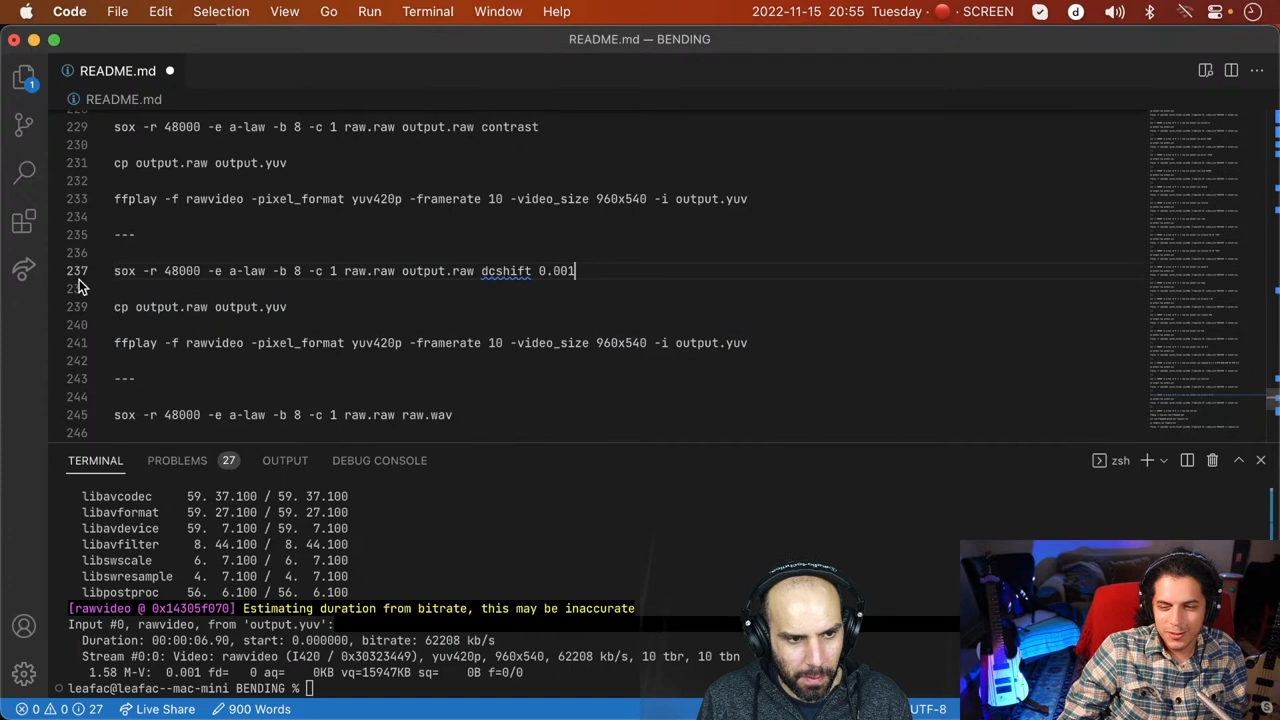 Code File Edit Selection View Go Run Terminal Window Help 2022-11-15 20:55 Tuesday SCREEN
README.md — BENDING
README.md
README.md
229 sox -r 48000 -e a-law -b 8 -c 1 raw.raw output.raw contrast
230
231 cp output.raw output.yuv
232
233 ffplay -f rawvideo -pixel_format yuv420p -framerate 10 -video_size 960x540 -i output.yuv
234
235 ---
236
237 sox -r 48000 -e a-law -b 8 -c 1 raw.raw output.raw dcshift 0.001
239 cp output.raw output.yuv
240
241 ffplay -f rawvideo -pixel_format yuv420p -framerate 10 -video_size 960x540 -i output.yuv
242
243 ---
244
245 sox -r 48000 -e a-law -b 8 -c 1 raw.raw raw.wav
246
TERMINAL PROBLEMS 27 OUTPUT DEBUG CONSOLE zsh
libavcodec 59. 37.100 / 59. 37.100
libavformat 59. 27.100 / 59. 27.100
libavdevice 59. 7.100 / 59. 7.100
libavfilter 8. 44.100 / 8. 44.100
libswscale 6. 7.100 / 6. 7.100
libswresample 4. 7.100 / 4. 7.100
libpostproc 56. 6.100 / 56. 6.100
[rawvideo @ 0x14305f070] Estimating duration from bitrate, this may be inaccurate
Input #0, rawvideo, from 'output.yuv':
Duration: 00:00:06.90, start: 0.000000, bitrate: 62208 kb/s
Stream #0:0: Video: rawvideo (I420 / 0x30323449), yuv420p, 960x540, 62208 kb/s, 10 tbr, 10 tbn
1.58 M-V: 0.001 fd= 0 aq= 0KB vq=15947KB sq= 0B f=0/0
leafac@leafac--mac-mini BENDING %
0 0 27 Live Share 900 Words UTF-8